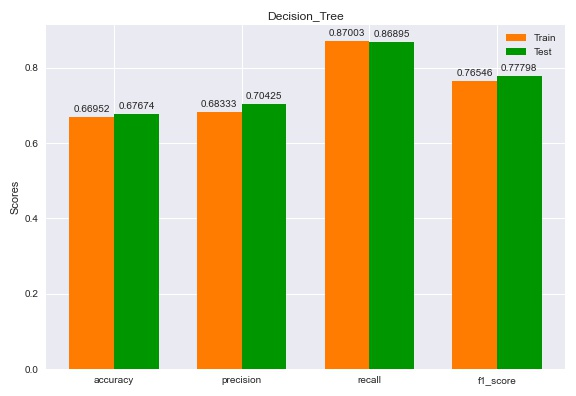 Decision_Tree
Train
Test
0.66952
0.67674
0.68333
0.70425
0.87003
0.86895
0.76546
0.77798
Scores
0.8
0.6
0.4
0.2
0.0
accuracy
precision
recall
f1_score